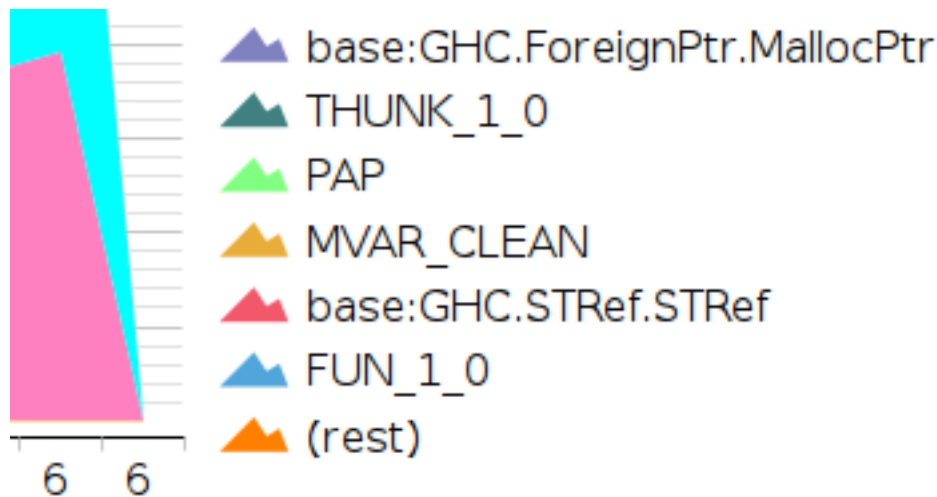 base:GHC.ForeignPtr.MallocPtr
THUNK_1_0
PAP
MVAR_CLEAN
base:GHC.STRef.STRef
FUN_1_0
(rest)
6 6